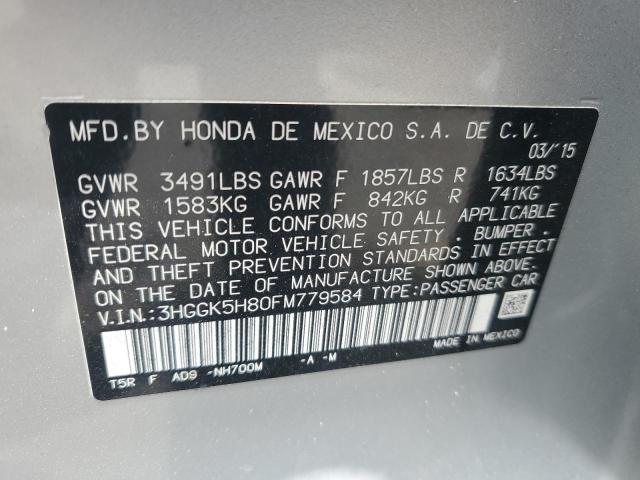 MFD.BY HONDA DE MEXICO S.A. DE C.V.
03/'15
GVWR 3491LBS GAWR F 1857LBS R 1634LBS
GVWR 1583KG GAWR F 842KG R 741KG
THIS VEHICLE CONFORMS TO ALL APPLICABLE
FEDERAL MOTOR VEHICLE SAFETY . BUMPER .
AND THEFT PREVENTION STANDARDS IN EFFECT
ON THE DATE OF MANUFACTURE SHOWN ABOVE.
V.I.N.:3HGGK5H80FM779584 TYPE:PASSENGER CAR
MADE IN MEXICO
T5R F AD9 -NH700M -A -M